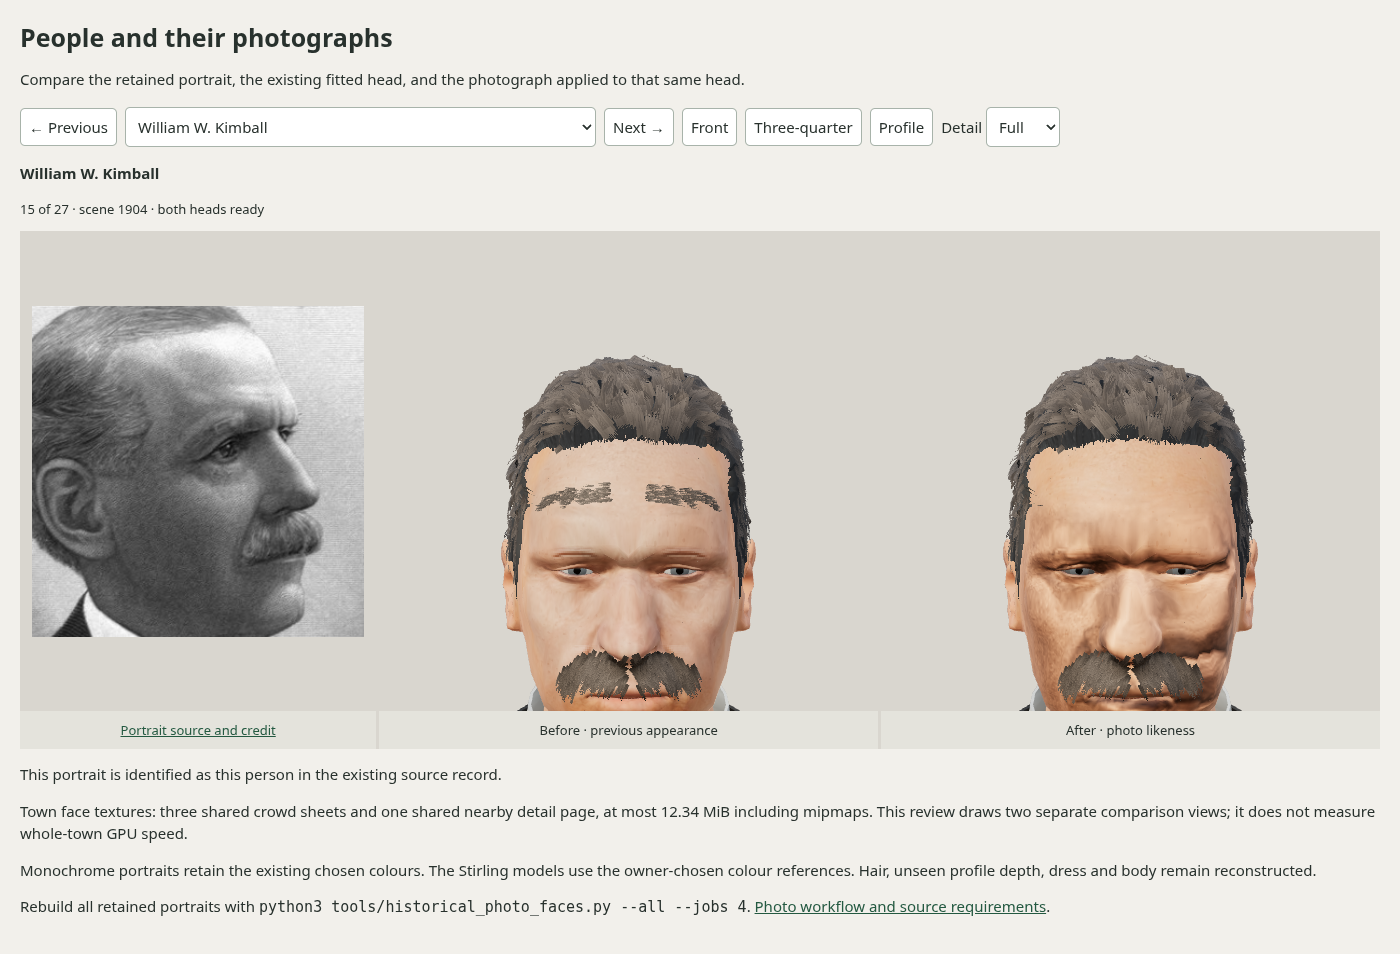 People and their photographs
Compare the retained portrait, the existing fitted head, and the photograph applied to that same head.
← Previous
William W. Kimball
Next →
Front
Three-quarter
Profile
Detail
Full
William W. Kimball
15 of 27 · scene 1904 · both heads ready
Portrait source and credit
Before · previous appearance
After · photo likeness
This portrait is identified as this person in the existing source record.
Town face textures: three shared crowd sheets and one shared nearby detail page, at most 12.34 MiB including mipmaps. This review draws two separate comparison views; it does not measure
whole-town GPU speed.
Monochrome portraits retain the existing chosen colours. The Stirling models use the owner-chosen colour references. Hair, unseen profile depth, dress and body remain reconstructed.
Rebuild all retained portraits with python3 tools/historical_photo_faces.py --all --jobs 4. Photo workflow and source requirements.